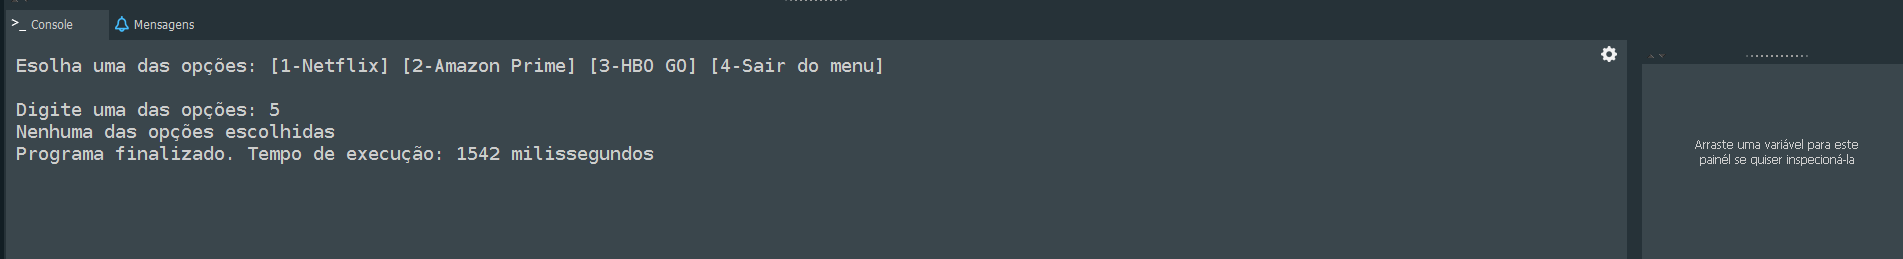 >_ Console
Mensagens
Esolha uma das opções: [1-Netflix] [2-Amazon Prime] [3-HBO GO] [4-Sair do menu]
Digite uma das opções: 5
Nenhuma das opções escolhidas
Programa finalizado. Tempo de execução: 1542 milissegundos
Arraste uma variável para este
painél se quiser inspecioná-la